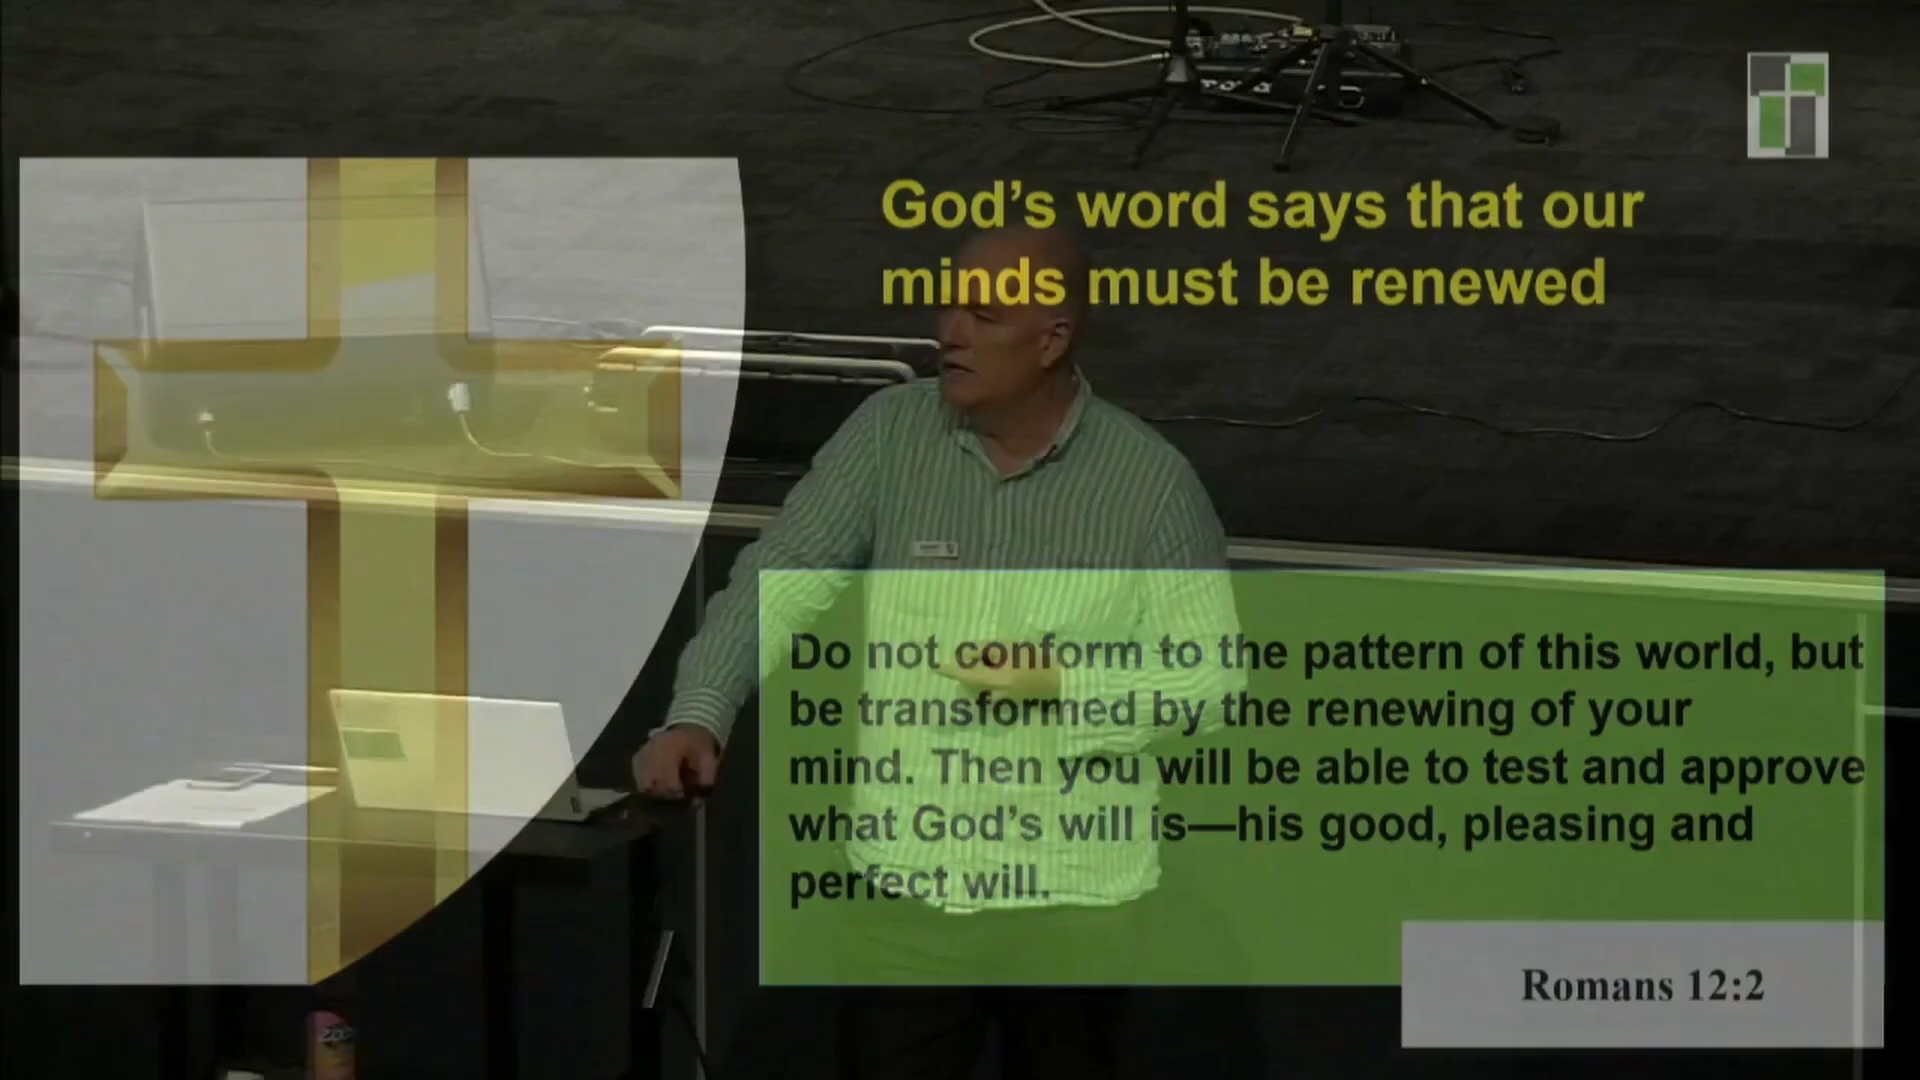 God’s word says that our
minds must be renewed
Do not conform to the pattern of this world, but
be transformed by the renewing of your
mind. Then you will be able to test and approve
what God’s will is—his good, pleasing and
perfect will.
Romans 12:2